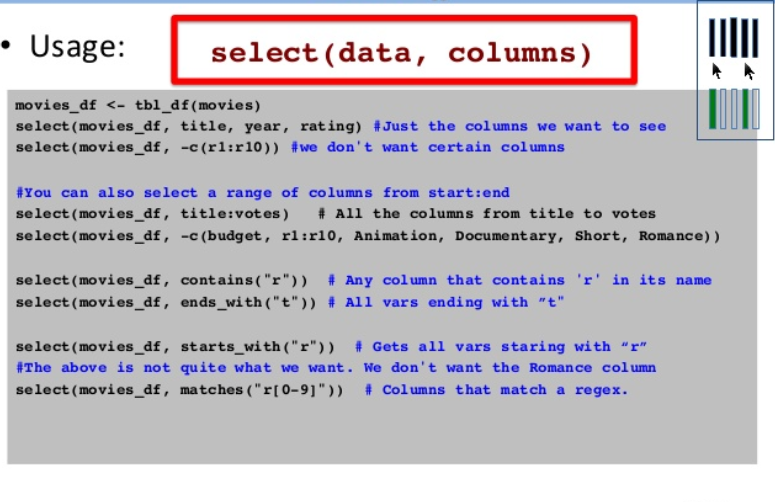 • Usage:
select(data, columns)
movies_df <- tbl_df(movies)
select(movies_df, title, year, rating) #Just the columns we want to see
select(movies_df, -c(r1:r10)) #we don't want certain columns
#You can also select a range of columns from start:end
select(movies_df, title:votes)   # All the columns from title to votes
select(movies_df, -c(budget, r1:r10, Animation, Documentary, Short, Romance))
select(movies_df, contains("r"))  # Any column that contains 'r' in its name
select(movies_df, ends_with("t")) # All vars ending with ”t"
select(movies_df, starts_with("r"))  # Gets all vars staring with “r”
#The above is not quite what we want. We don't want the Romance column
select(movies_df, matches("r[0-9]"))  # Columns that match a regex.